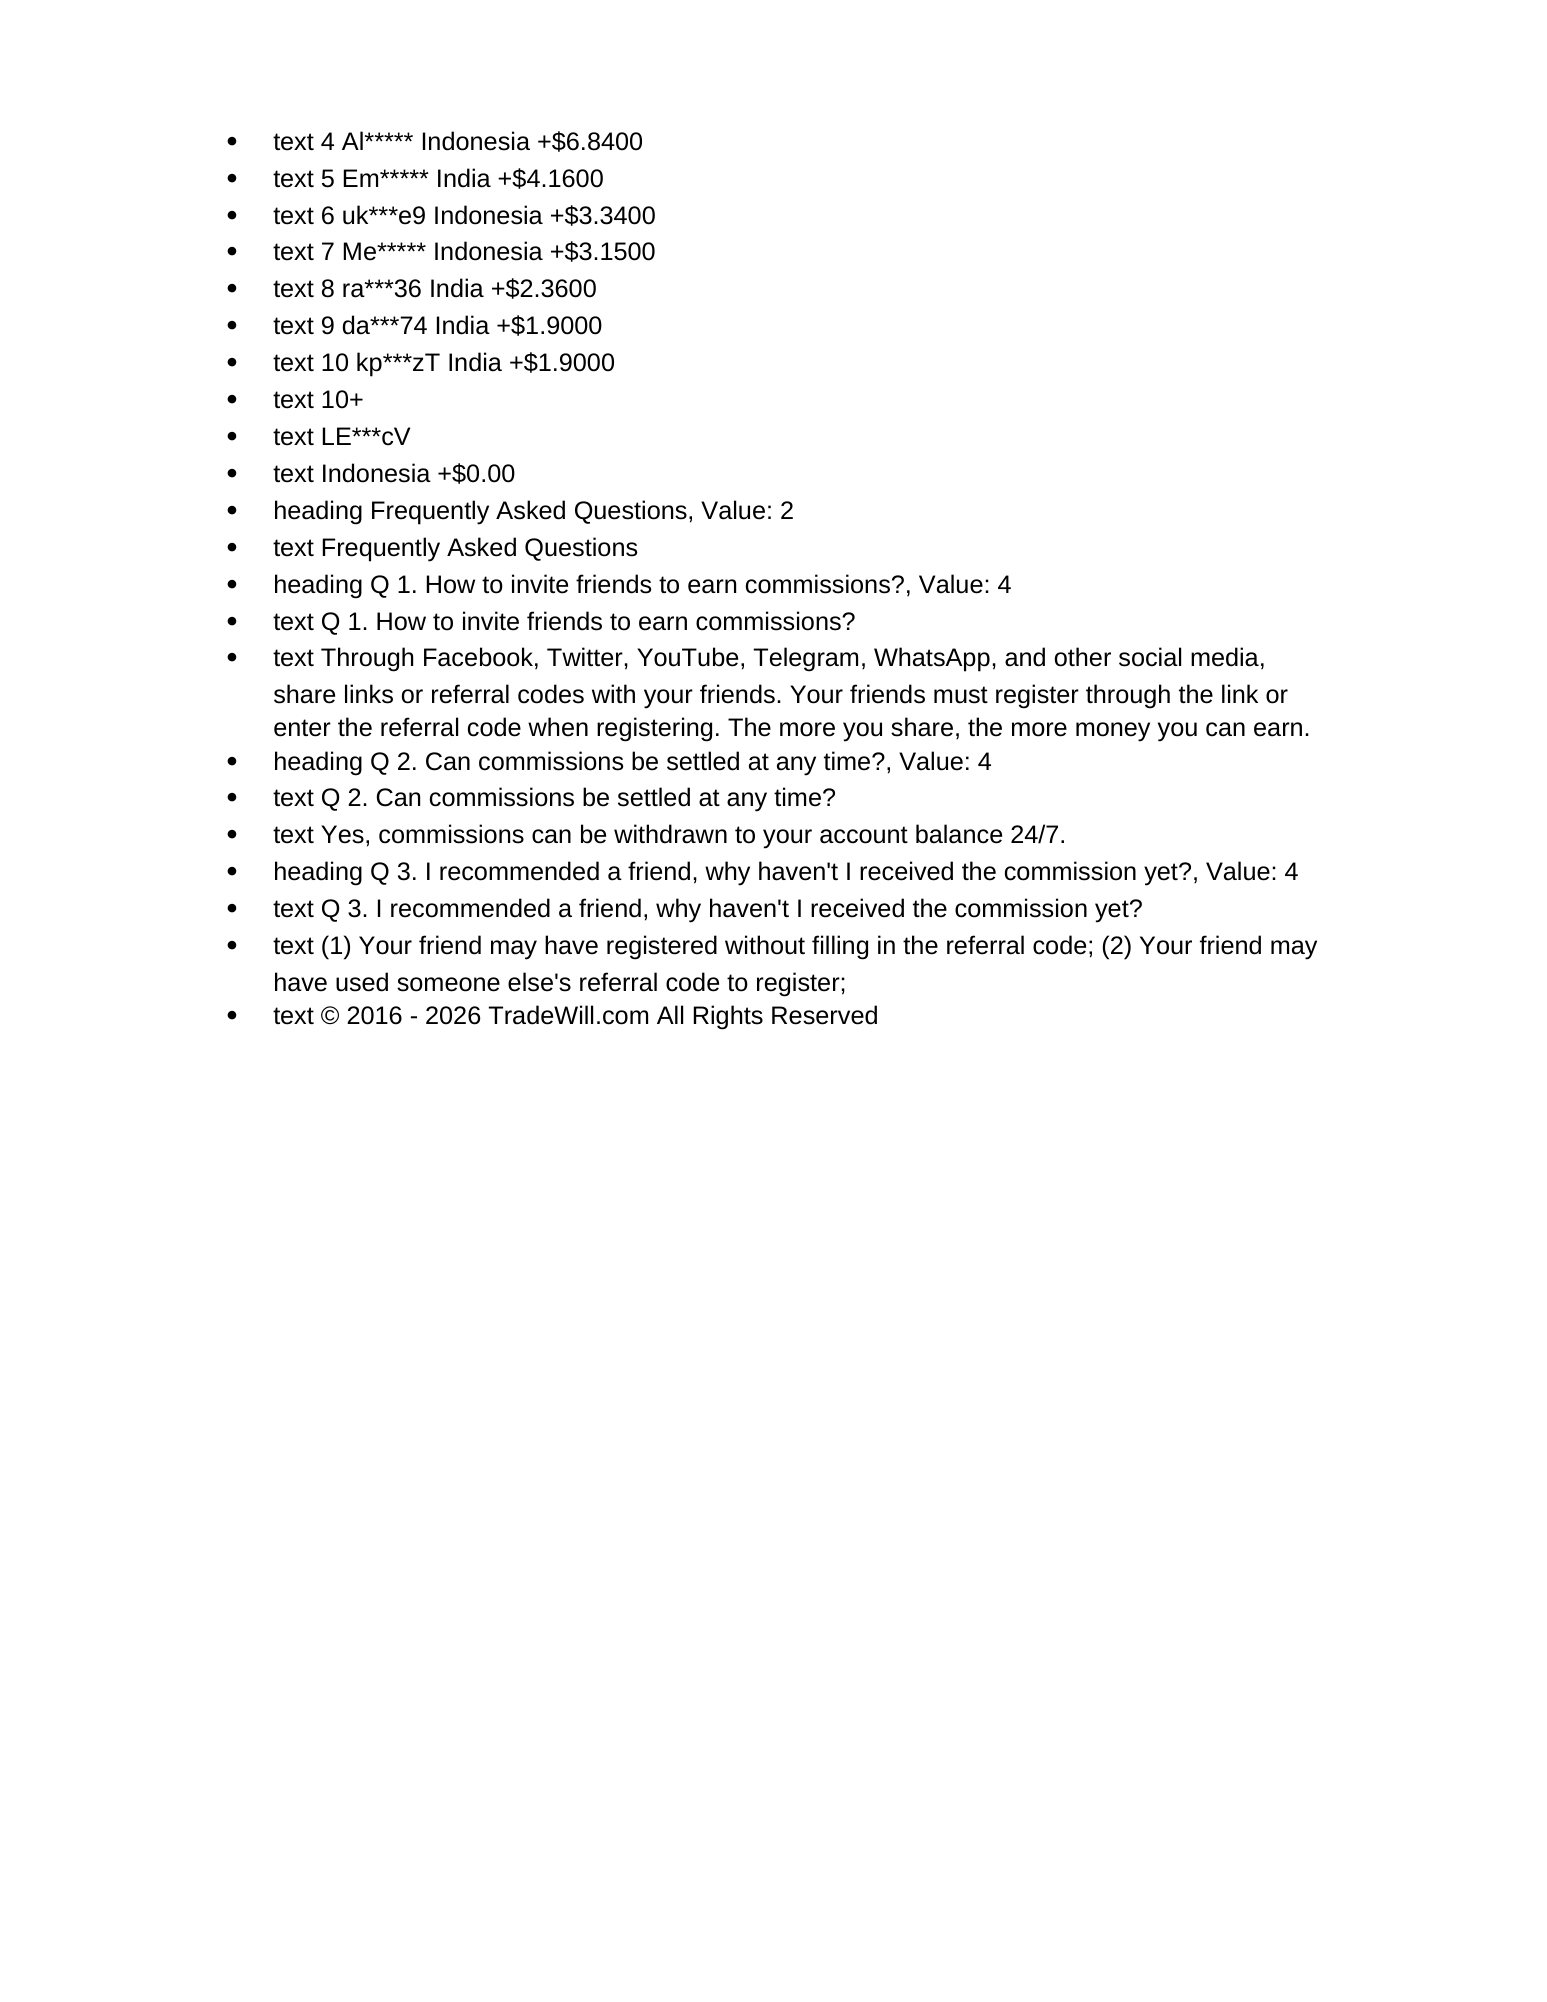 • text 4 Al***** Indonesia +$6.8400
• text 5 Em***** India +$4.1600
• text 6 uk***e9 Indonesia +$3.3400
• text 7 Me***** Indonesia +$3.1500
• text 8 ra***36 India +$2.3600
• text 9 da***74 India +$1.9000
• text 10 kp***zT India +$1.9000
• text 10+
• text LE***cV
• text Indonesia +$0.00
• heading Frequently Asked Questions, Value: 2
• text Frequently Asked Questions
• heading Q 1. How to invite friends to earn commissions?, Value: 4
• text Q 1. How to invite friends to earn commissions?
• text Through Facebook, Twitter, YouTube, Telegram, WhatsApp, and other social media,
share links or referral codes with your friends. Your friends must register through the link or
enter the referral code when registering. The more you share, the more money you can earn.
• heading Q 2. Can commissions be settled at any time?, Value: 4
• text Q 2. Can commissions be settled at any time?
• text Yes, commissions can be withdrawn to your account balance 24/7.
• heading Q 3. I recommended a friend, why haven't I received the commission yet?, Value: 4
• text Q 3. I recommended a friend, why haven't I received the commission yet?
• text (1) Your friend may have registered without filling in the referral code; (2) Your friend may
have used someone else's referral code to register;
• text © 2016 - 2026 TradeWill.com All Rights Reserved